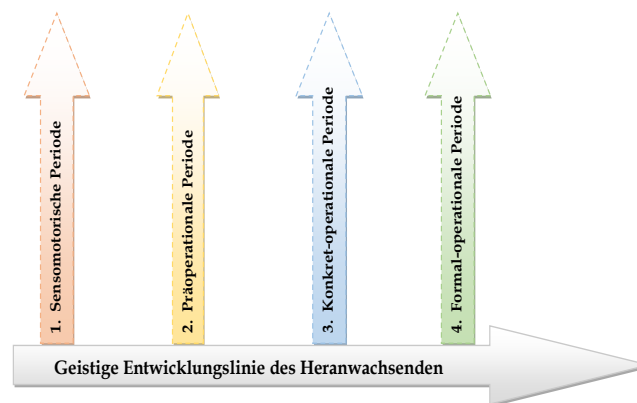 1. Sensomotorische Periode
2. Präoperationale Periode
3. Konkret-operationale Periode
4. Formal-operationale Periode
Geistige Entwicklungslinie des Heranwachsenden